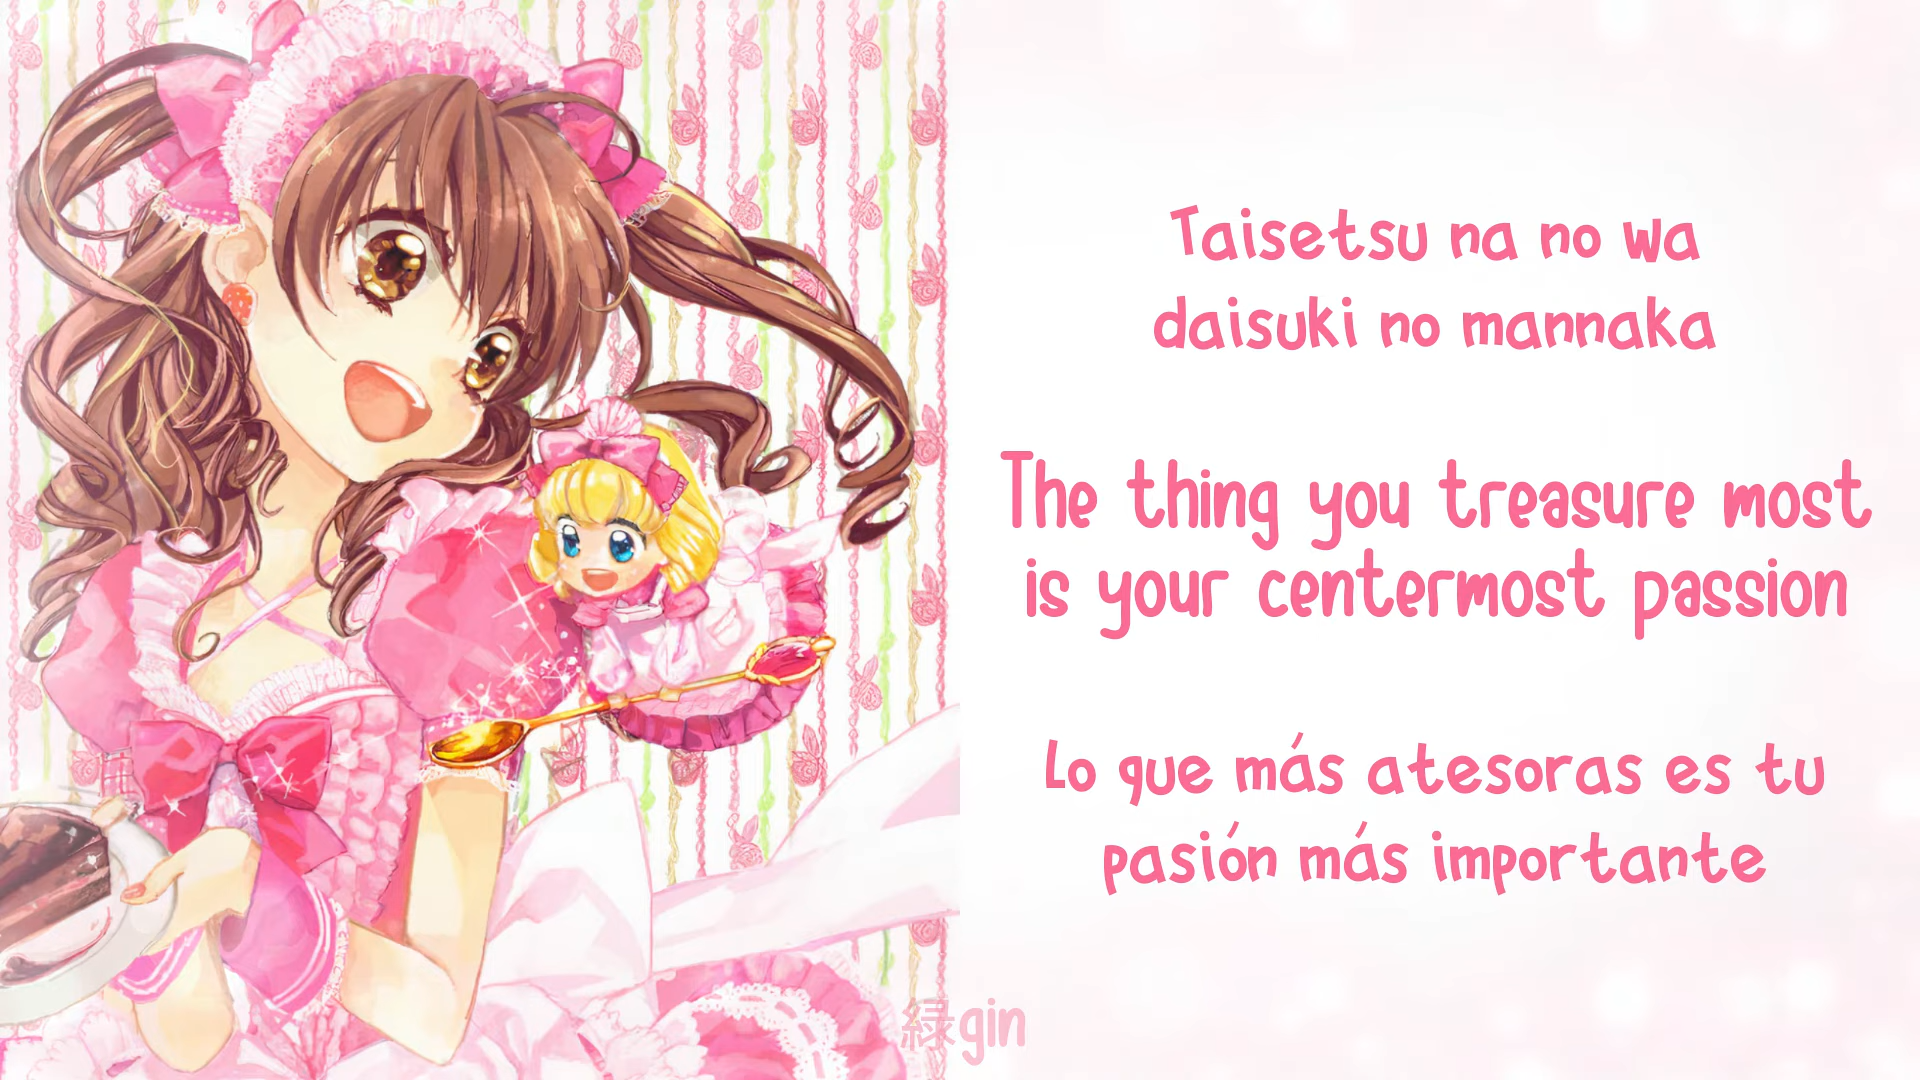 Taisetsu na no wa
daisuki no mannaka
The thing you treasure most
is your centermost passion
Lo que más atesoras es tu
pasión más importante
緑gin